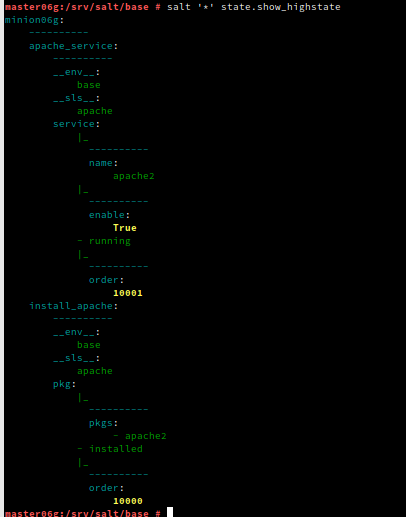 master06g:/srv/salt/base # salt '*' state.show_highstate
minion06g:
    ----------
    apache_service:
        ----------
        __env__:
            base
        __sls__:
            apache
        service:
            |_
              ----------
              name:
                  apache2
            |_
              ----------
              enable:
                  True
            - running
            |_
              ----------
              order:
                  10001
    install_apache:
        ----------
        __env__:
            base
        __sls__:
            apache
        pkg:
            |_
              ----------
              pkgs:
                  - apache2
            - installed
            |_
              ----------
              order:
                  10000
master06g:/srv/salt/base #